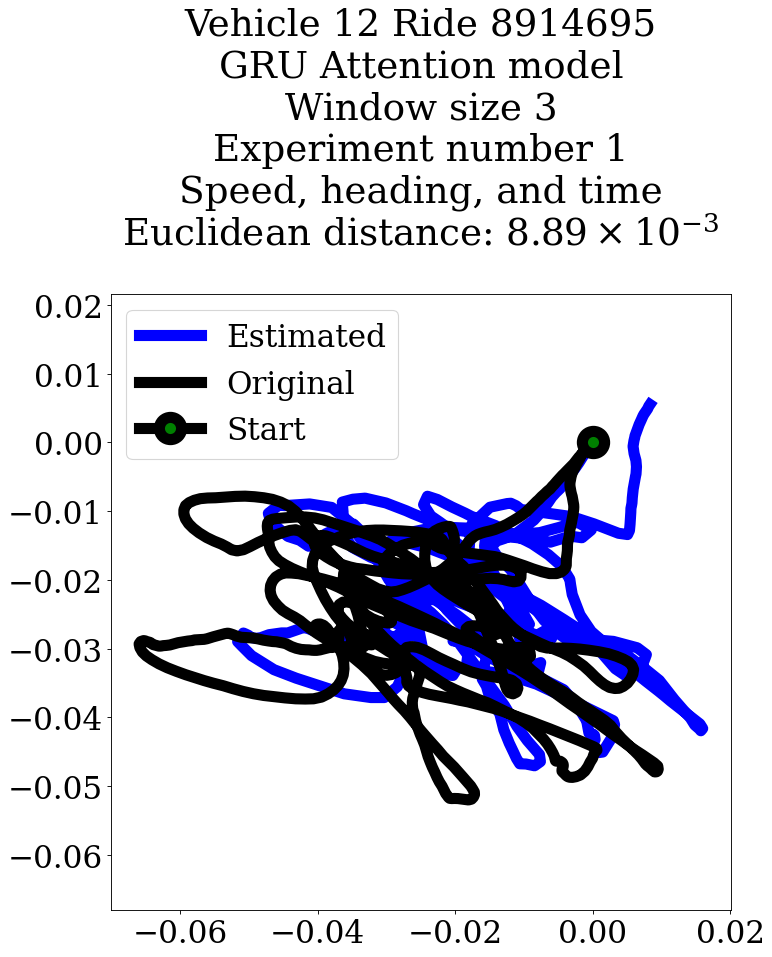 Vehicle 12 Ride 8914695
GRU Attention model
Window size 3
Experiment number 1
Speed, heading, and time
Euclidean distance: 8.89 × 10⁻³
0.02
0.01
0.00
−0.01
−0.02
−0.03
−0.04
−0.05
−0.06
Estimated
Original
Start
−0.06 −0.04 −0.02 0.00 0.02